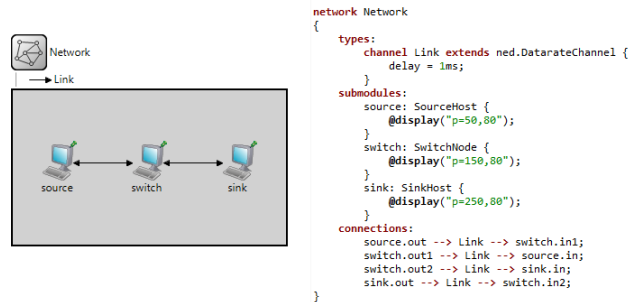 Network
Link
source
switch
sink
network Network
{
    types:
        channel Link extends ned.DatarateChannel {
            delay = 1ms;
        }
    submodules:
        source: SourceHost {
            @display("p=50,80");
        }
        switch: SwitchNode {
            @display("p=150,80");
        }
        sink: SinkHost {
            @display("p=250,80");
        }
    connections:
        source.out --> Link --> switch.in1;
        switch.out1 --> Link --> source.in;
        switch.out2 --> Link --> sink.in;
        sink.out --> Link --> switch.in2;
}